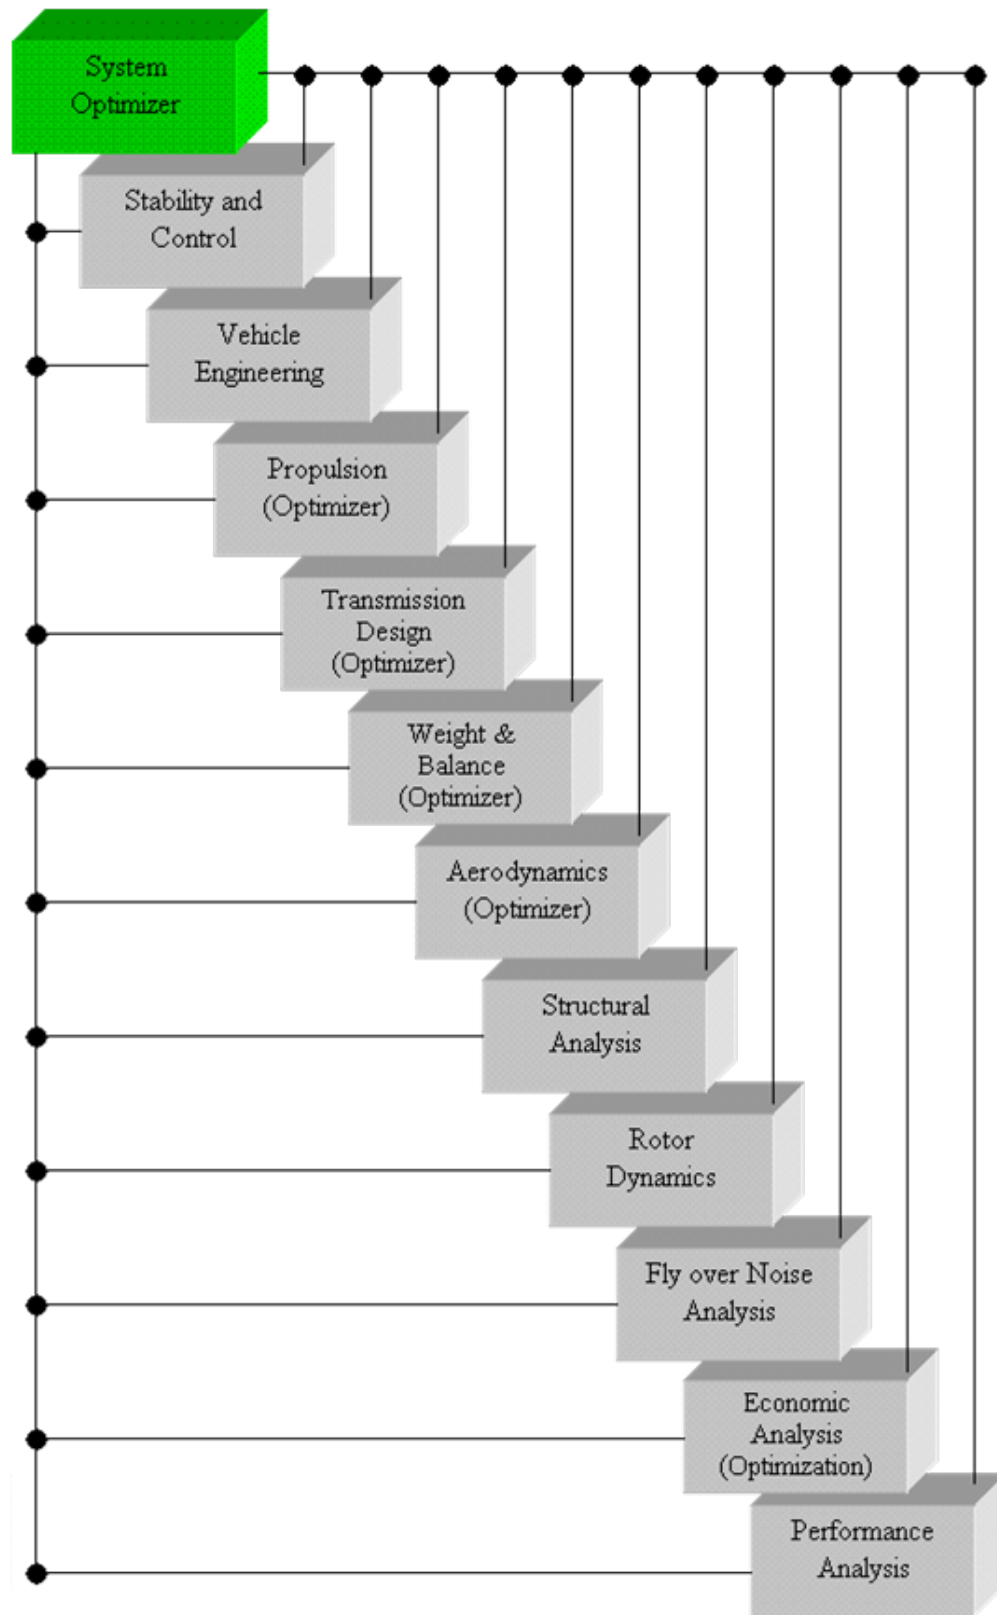 System
Optimizer
Stability and
Control
Vehicle
Engineering
Propulsion
(Optimizer)
Transmission
Design
(Optimizer)
Weight &
Balance
(Optimizer)
Aerodynamics
(Optimizer)
Structural
Analysis
Rotor
Dynamics
Fly over Noise
Analysis
Economic
Analysis
(Optimization)
Performance
Analysis